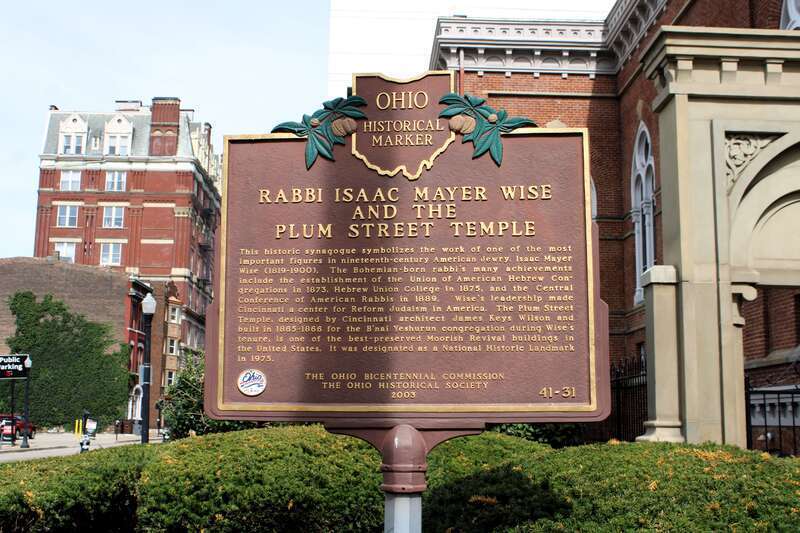 OHIO
HISTORICAL
MARKER
RABBI ISAAC MAYER WISE
AND THE
PLUM STREET TEMPLE
This historic synagogue symbolizes the work of one of the most
important figures in nineteenth-century American Jewry, Isaac Mayer
Wise (1819-1900). The Bohemian-born rabbi's many achievements
include the establishment of the Union of American Hebrew Con-
gregations in 1873, Hebrew Union College in 1875, and the Central
Conference of American Rabbis in 1889. Wise's leadership made
Cincinnati a center for Reform Judaism in America. The Plum Street
Temple, designed by Cincinnati architect James Keys Wilson and
built in 1865-1866 for the B'nai Yeshurun congregation during Wise's
tenure, is one of the best-preserved Moorish Revival buildings in
the United States. It was designated as a National Historic Landmark
in 1975.
THE OHIO BICENTENNIAL COMMISSION
THE OHIO HISTORICAL SOCIETY
2003
41-31
Ohio
Public
Parking